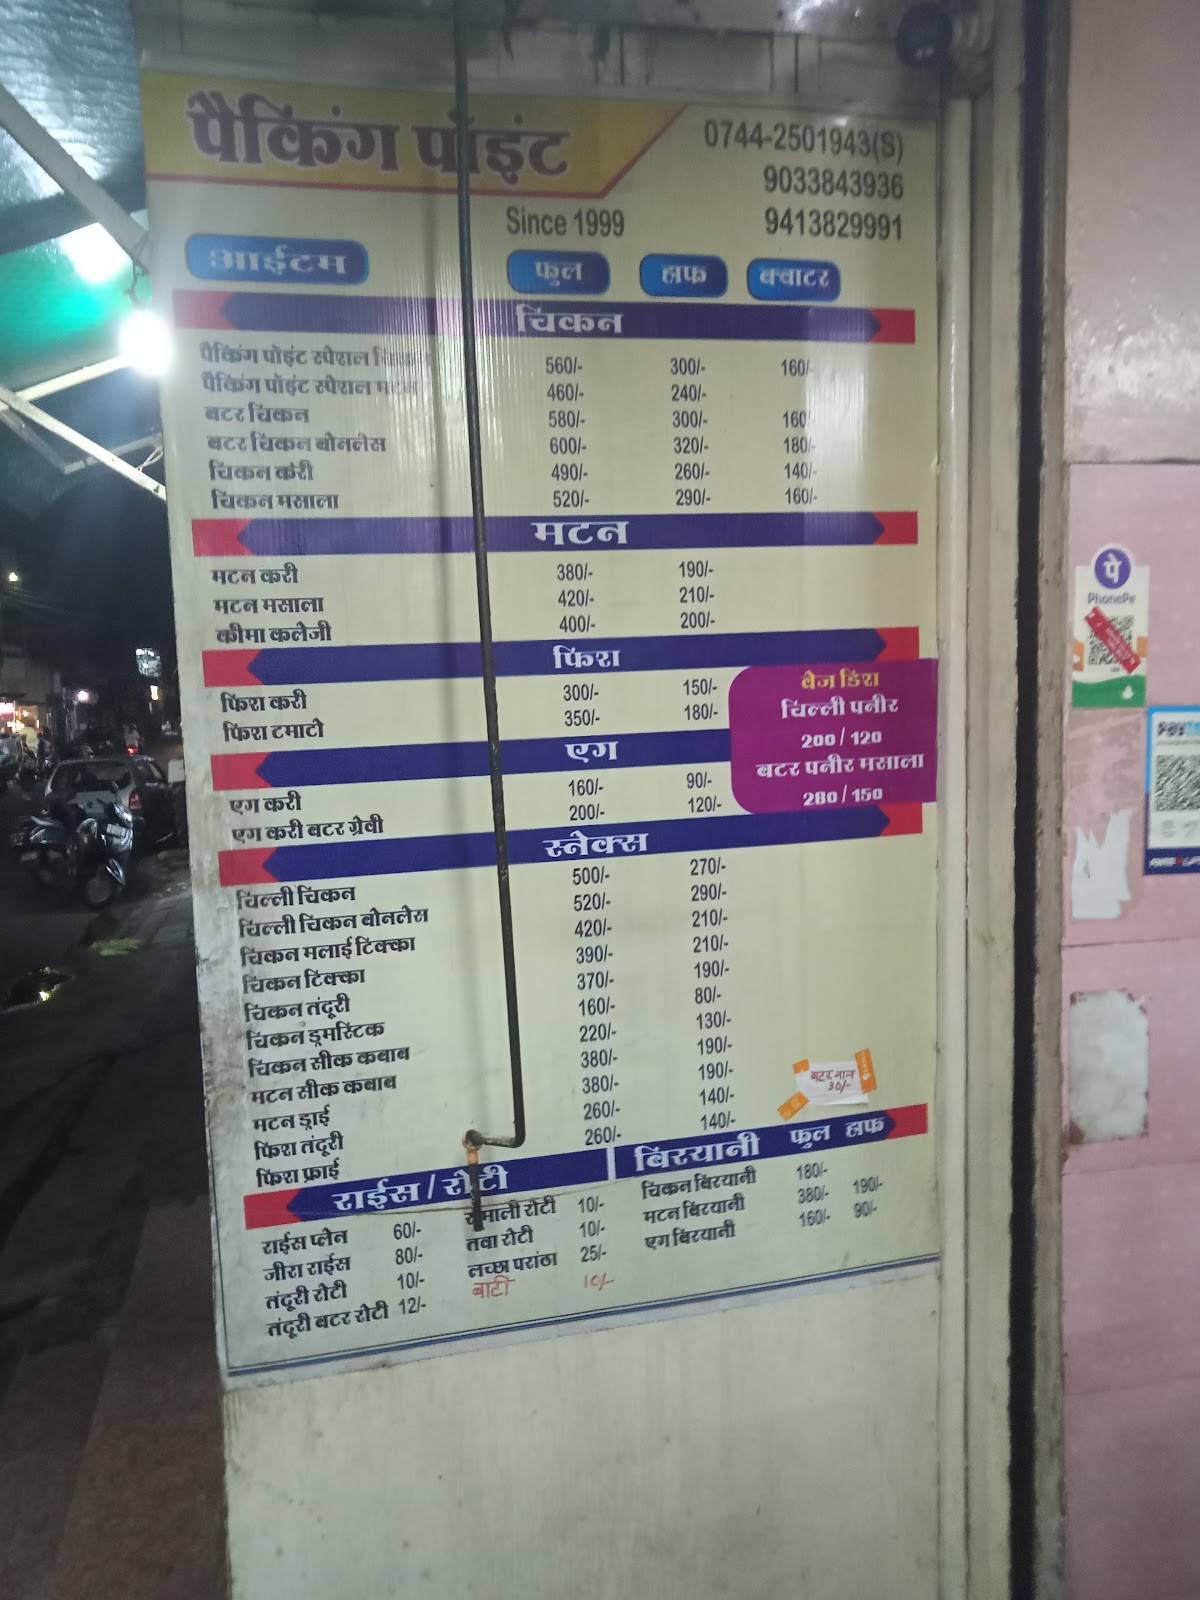 पैकिंग पॉइंट
0744-2501943(S)
9033843936
9413829991
Since 1999
आईटम फुल हाफ क्वाटर
चिकन
पैकिंग पॉइंट स्पेशल चिकन 560/- 300/- 160/-
पैकिंग पॉइंट स्पेशल मटन 460/- 240/-
बटर चिकन 580/- 300/- 160/-
बटर चिकन बोनलेस 600/- 320/- 180/-
चिकन करी 490/- 260/- 140/-
चिकन मसाला 520/- 290/- 160/-
मटन
मटन करी 380/- 190/-
मटन मसाला 420/- 210/-
कीमा कलेजी 400/- 200/-
फिश
फिश करी 300/- 150/-
फिश टमाटो 350/- 180/-
वेज डिश
चिल्ली पनीर
200 / 120
बटर पनीर मसाला
280 / 150
एग
एग करी 160/- 90/-
एग करी बटर ग्रेवी 200/- 120/-
स्नेक्स
चिल्ली चिकन 500/- 270/-
चिल्ली चिकन बोनलेस 520/- 290/-
चिकन मलाई टिक्का 420/- 210/-
चिकन टिक्का 390/- 210/-
चिकन तंदूरी 370/- 190/-
चिकन ड्रमस्टिक 160/- 80/-
चिकन सीक कबाब 220/- 130/-
मटन सीक कबाब 380/- 190/-
मटन ड्राई 380/- 190/-
फिश तंदूरी 260/- 140/-
फिश फ्राई 260/- 140/-
बटर नान
30/-
राईस / रोटी
राईस प्लेन 60/-
जीरा राईस 80/-
तंदूरी रोटी 10/-
तंदूरी बटर रोटी 12/-
रुमाली रोटी 10/-
तवा रोटी 10/-
लच्छा परांठा 25/-
बाटी 10/-
बिरयानी फुल हाफ
चिकन बिरयानी 180/-
मटन बिरयानी 380/- 190/-
एग बिरयानी 160/- 90/-
पे
PhonePe
Paytm